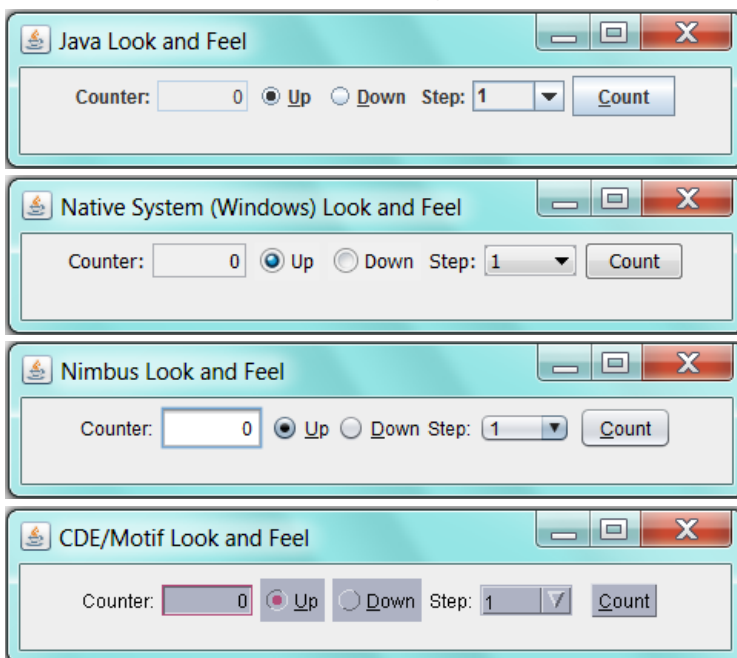 Java Look and Feel
Counter: 0 Up Down Step: 1 Count
Native System (Windows) Look and Feel
Counter: 0 Up Down Step: 1 Count
Nimbus Look and Feel
Counter: 0 Up Down Step: 1 Count
CDE/Motif Look and Feel
Counter: 0 Up Down Step: 1 Count